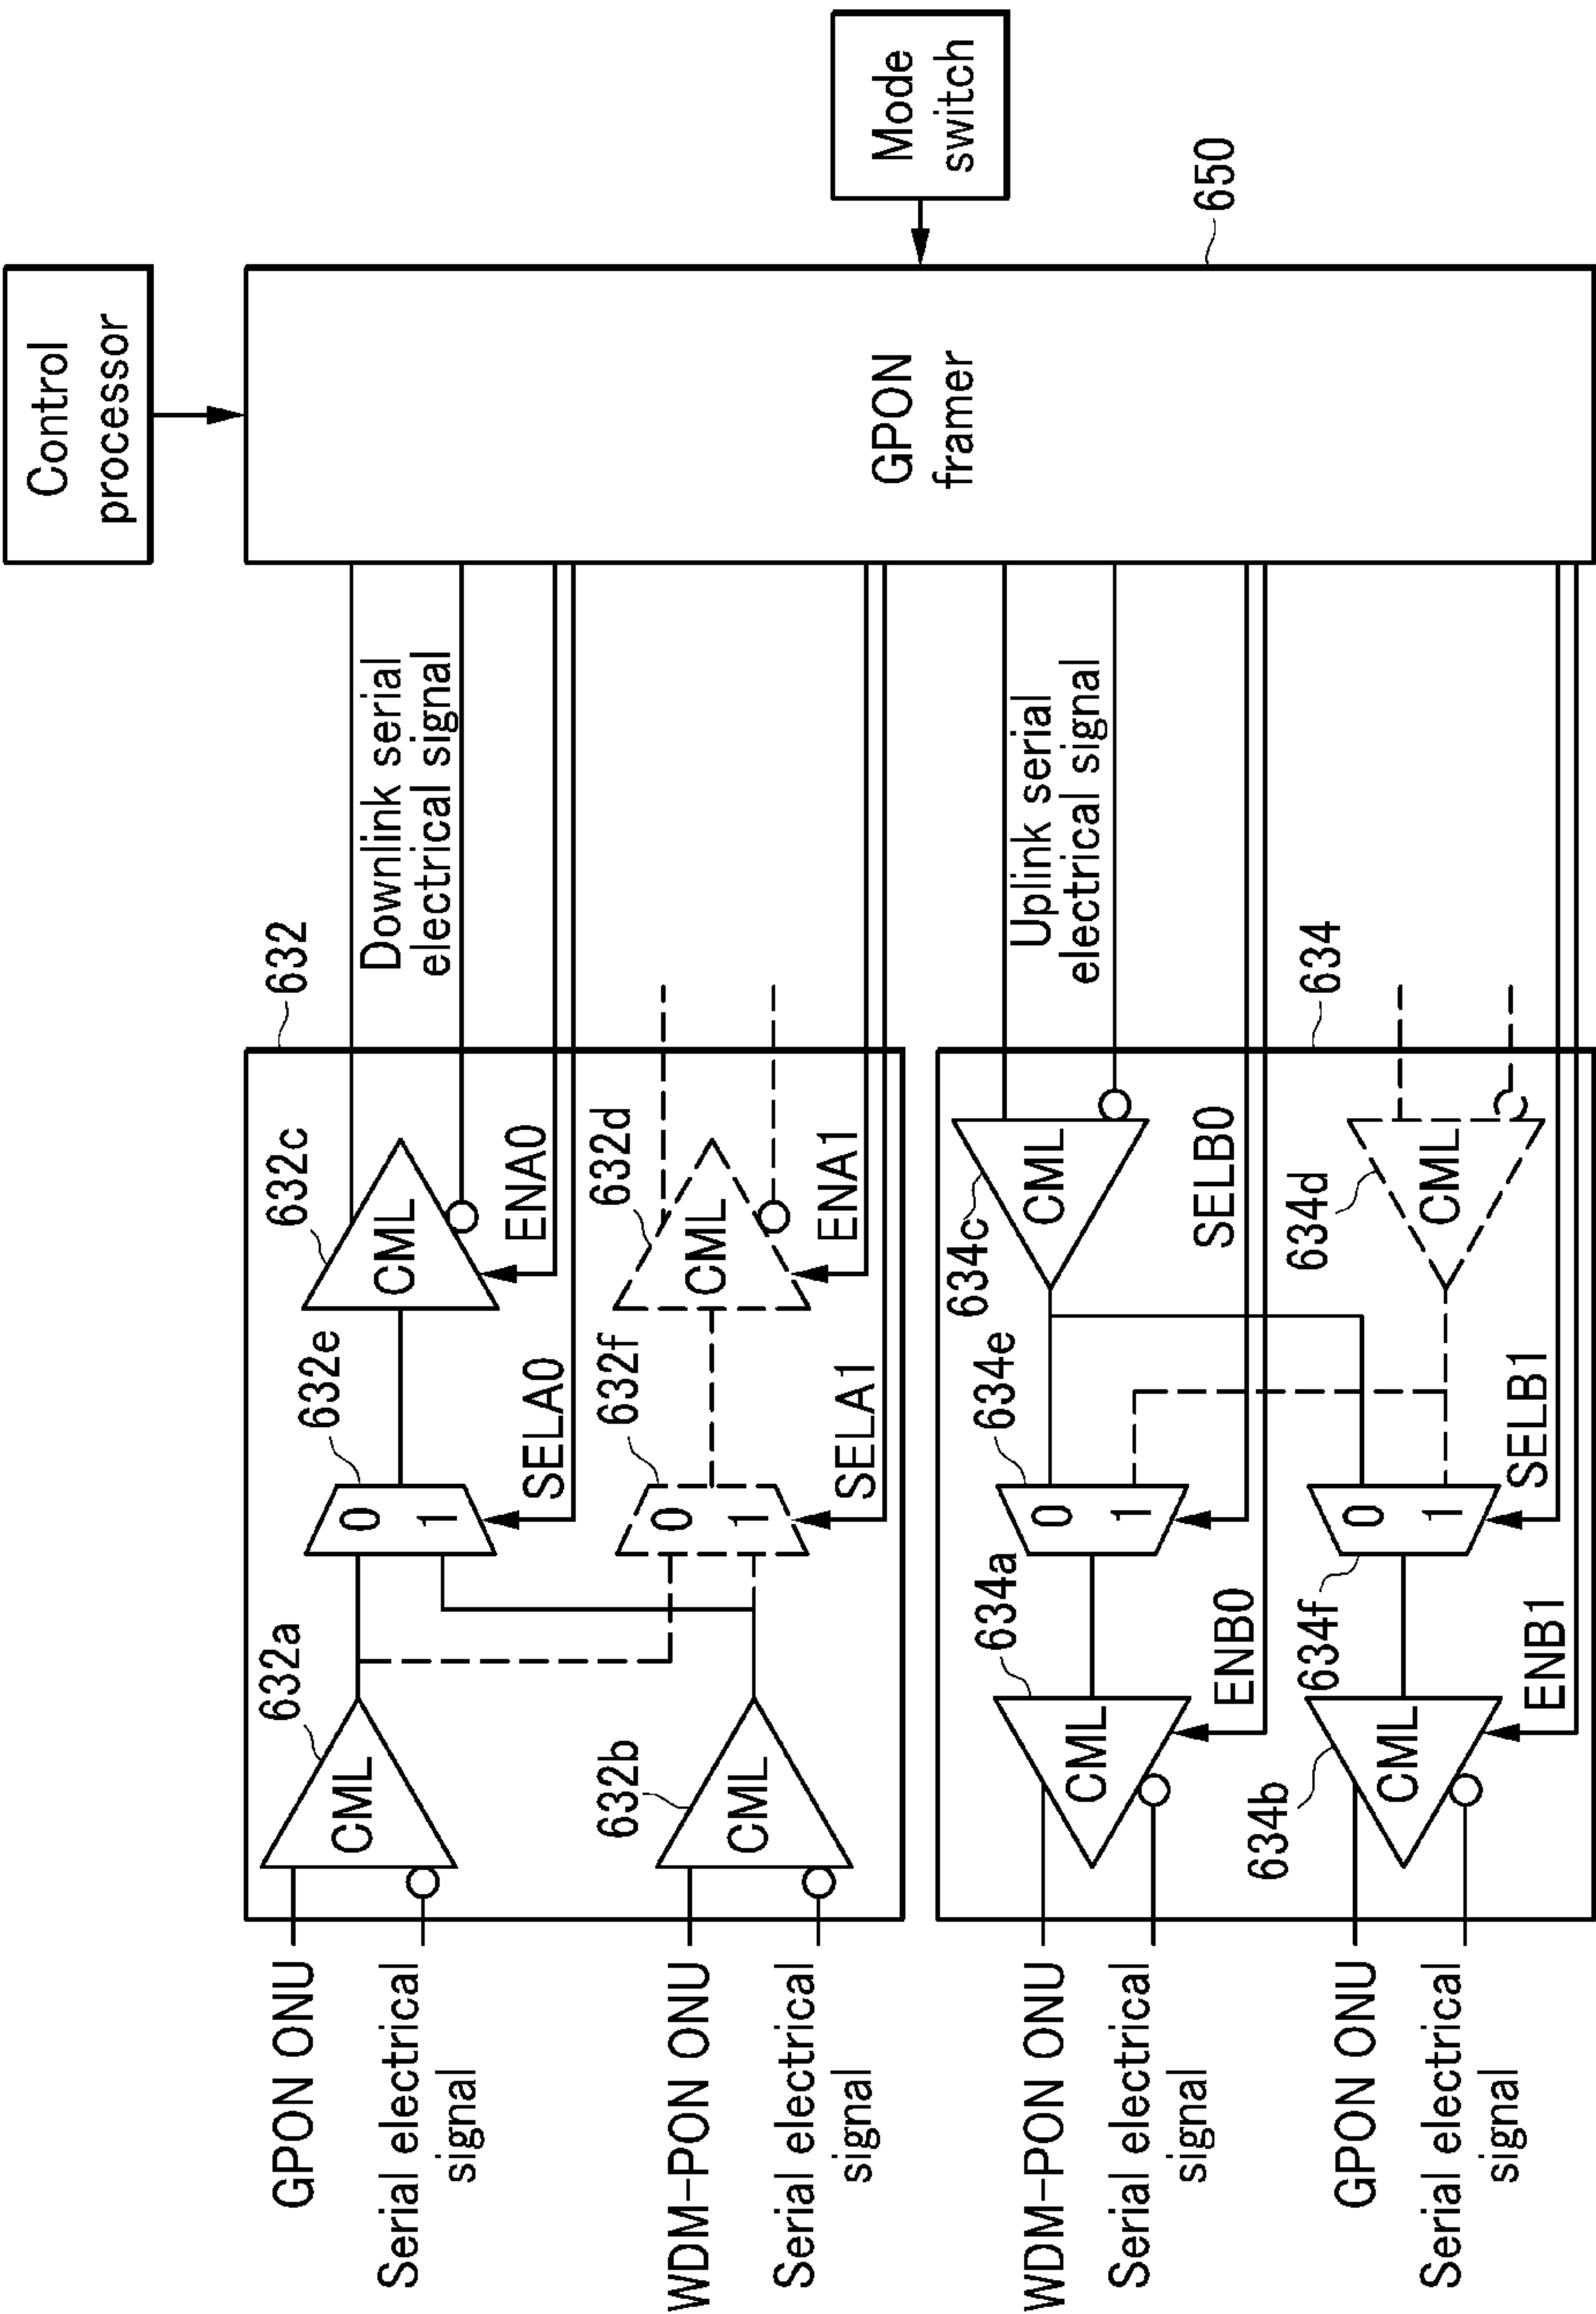 Control
processor
Mode
switch
650
GPON
framer
632
Downlink serial
electrical signal
632a
632e
632c
CML
0
1
CML
ENA0
SELA0
632b
632f
632d
CML
0
1
CML
ENA1
SELA1
GPON ONU
Serial electrical
signal
WDM-PON ONU
Serial electrical
signal
634
Uplink serial
electrical signal
634a
634e
634c
CML
0
1
CML
SELB0
ENB0
634b
634f
634d
CML
0
1
CML
SELB1
ENB1
WDM-PON ONU
Serial electrical
signal
GPON ONU
Serial electrical
signal